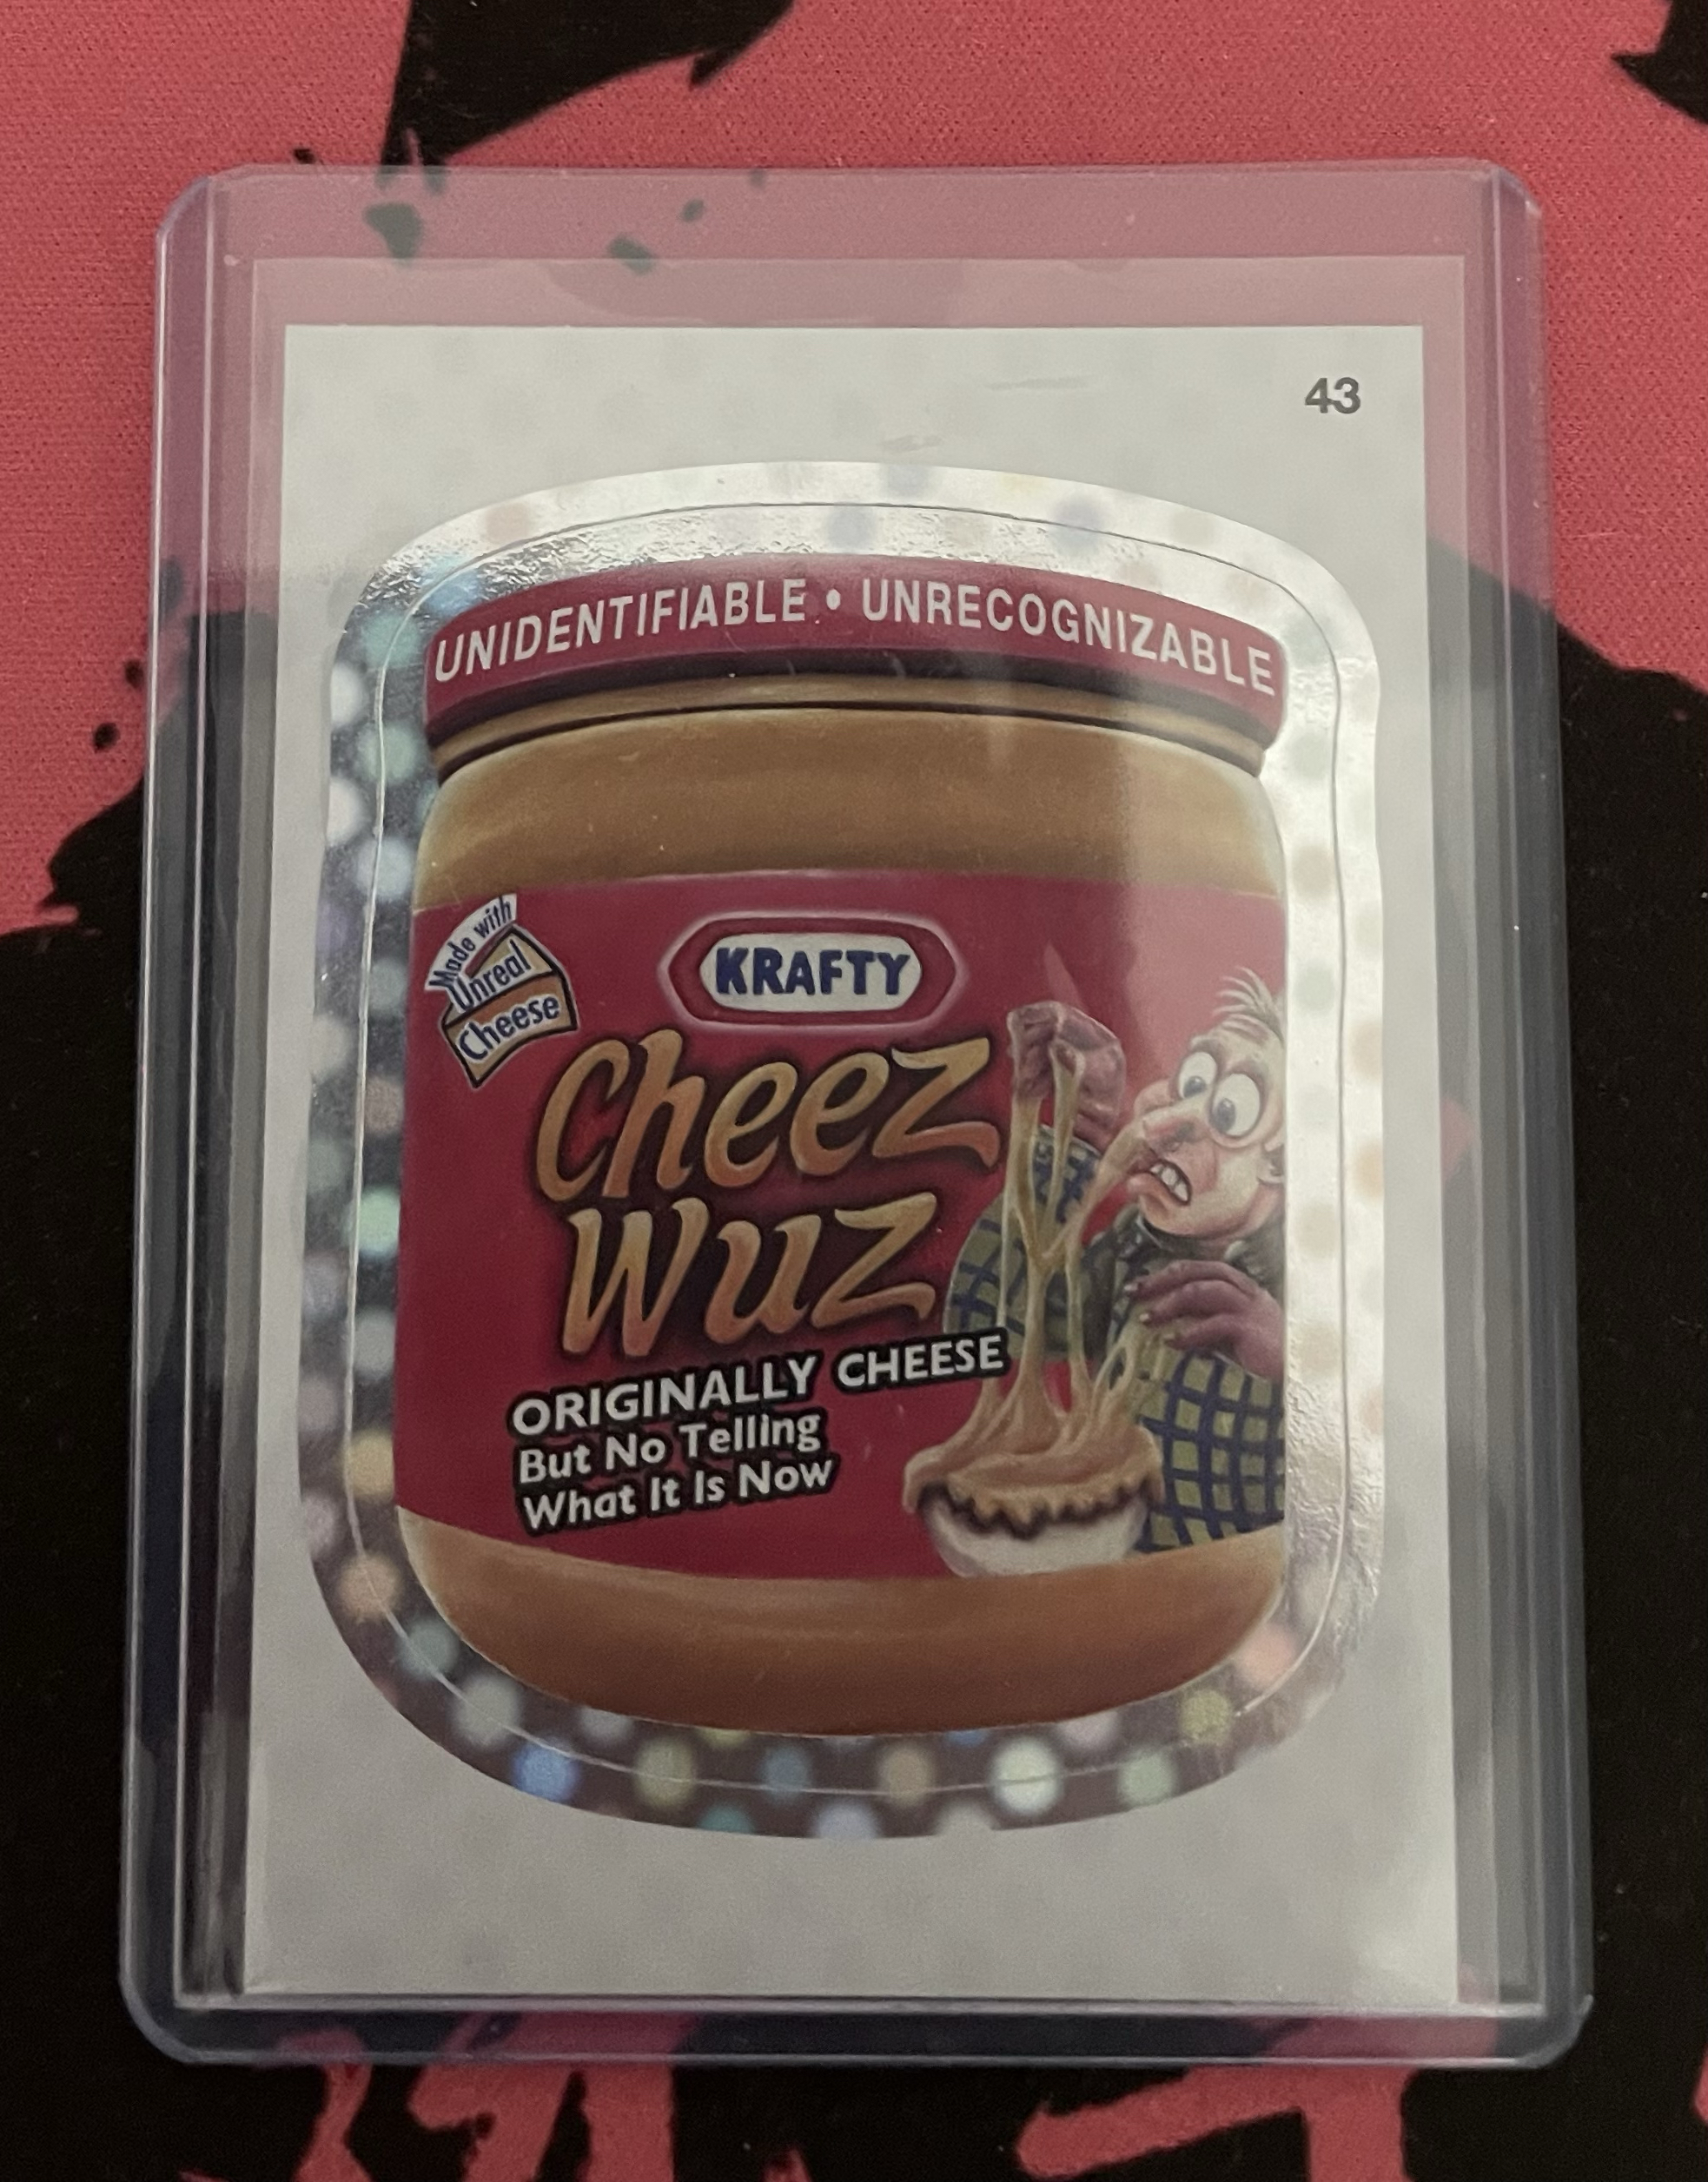 43
UNIDENTIFIABLE • UNRECOGNIZABLE
Made with
Unreal
Cheese
KRAFTY
Cheez
Wuz
ORIGINALLY CHEESE
But No Telling
What It Is Now